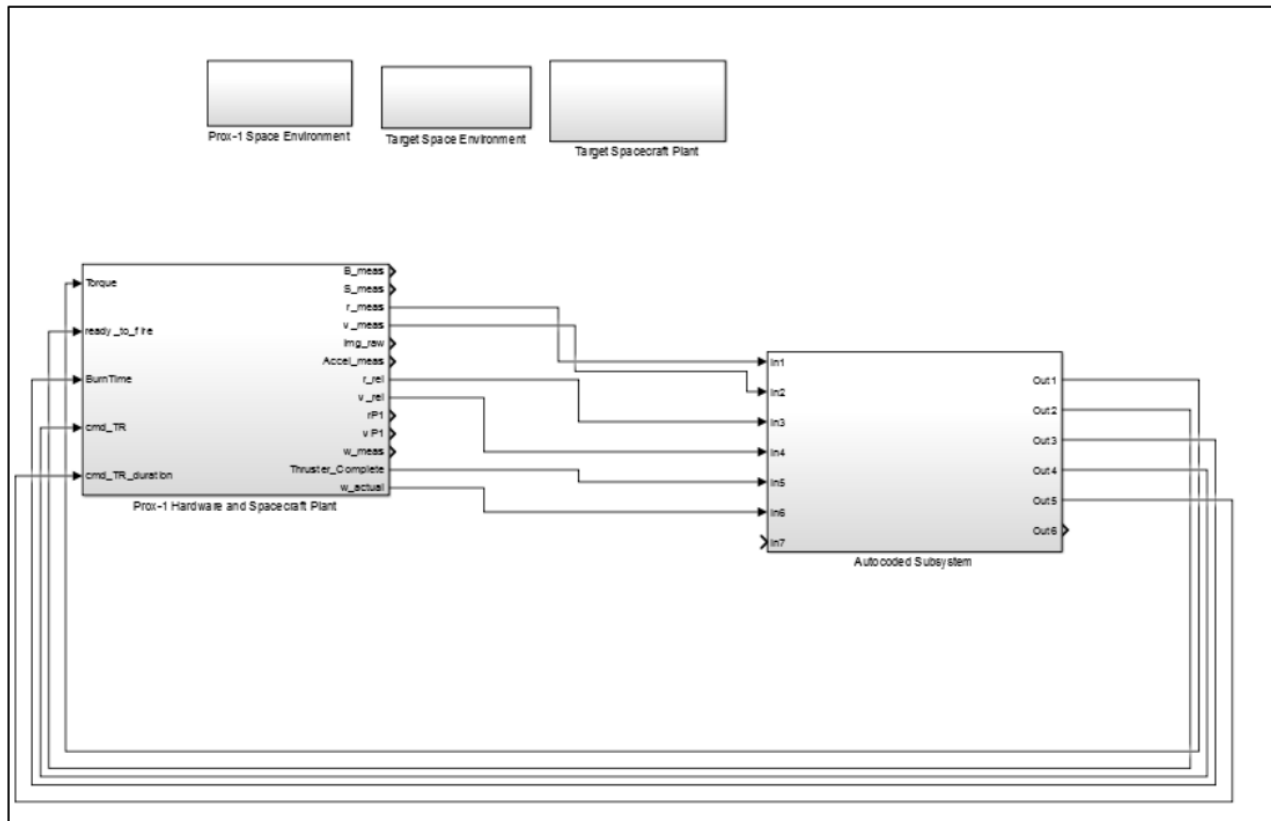 Prox-1 Space Environment
Target Space Environment
Target Spacecraft Plant
Torque
ready_to_fire
BurnTime
cmd_TR
cmd_TR_duration
B_meas
S_meas
r_meas
v_meas
Img_raw
Accel_meas
r_rel
v_rel
rP1
vP1
w_meas
Thruster_Complete
w_actual
Prox-1 Hardware and Spacecraft Plant
In1
In2
In3
In4
In5
In6
In7
Out1
Out2
Out3
Out4
Out5
Out6
Autocoded Subsystem